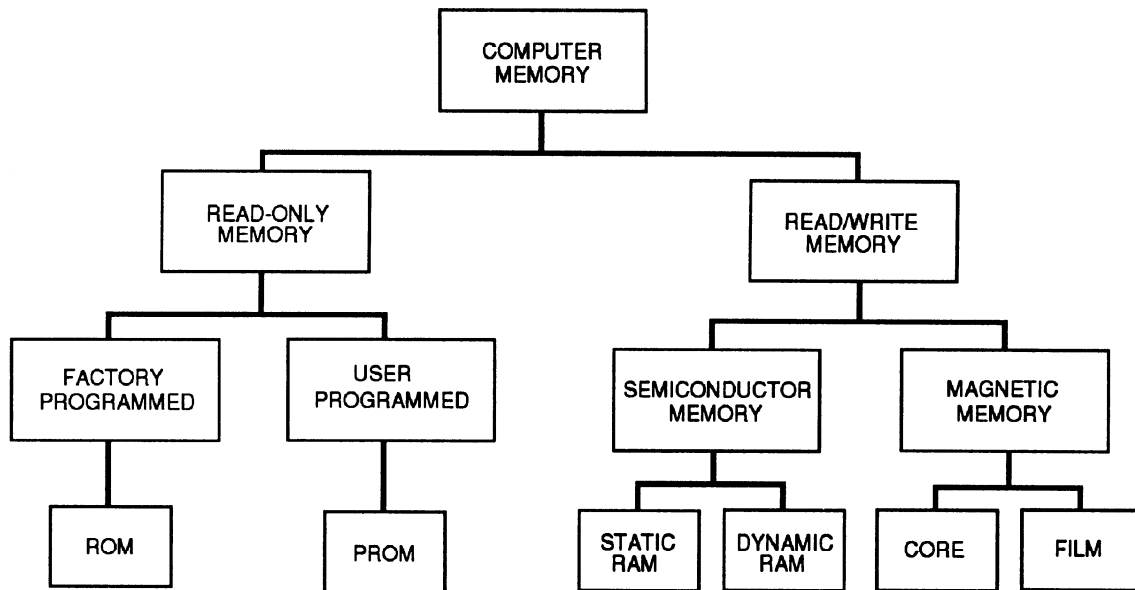 COMPUTER
MEMORY
READ-ONLY
MEMORY
READ/WRITE
MEMORY
FACTORY
PROGRAMMED
USER
PROGRAMMED
SEMICONDUCTOR
MEMORY
MAGNETIC
MEMORY
ROM
PROM
STATIC
RAM
DYNAMIC
RAM
CORE
FILM